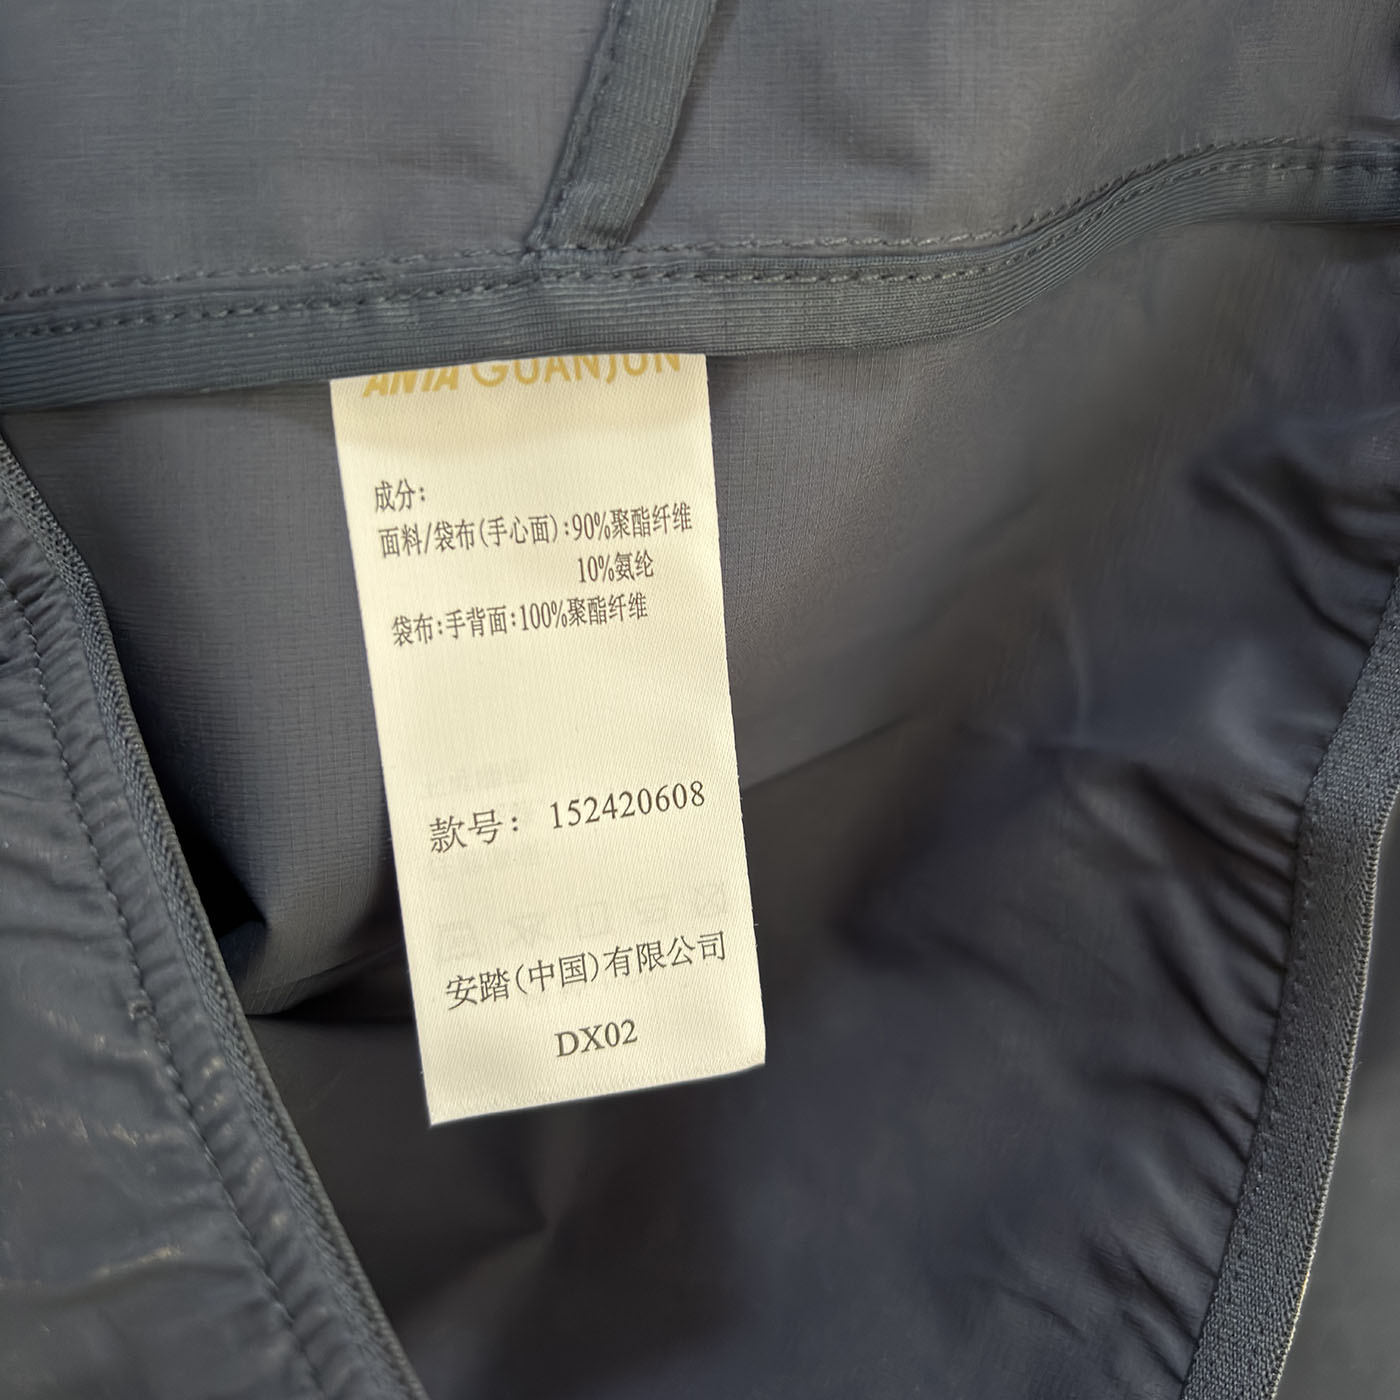 ANTA GUANJUN
成分：
面料/袋布(手心面):90%聚酯纤维
10%氨纶
袋布:手背面:100%聚酯纤维
款号： 152420608
安踏(中国)有限公司
DX02